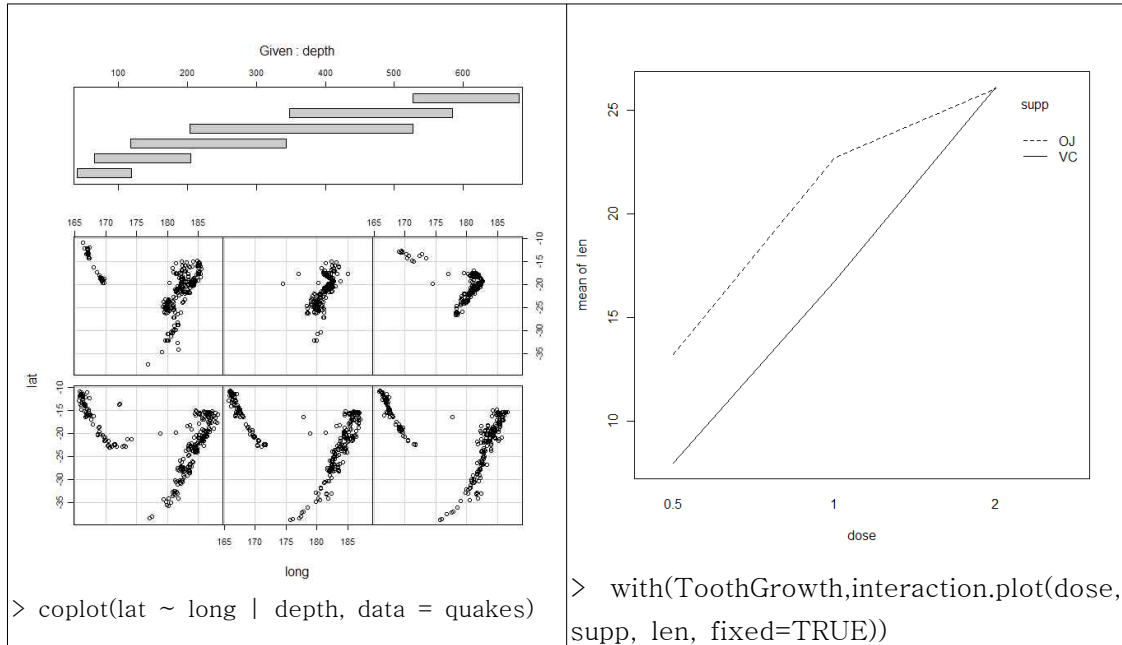 Given : depth
100 200 300 400 500 600
165 170 175 180 185 165 170 175 180 185
-10
-15
-20
-25
-30
-35
lat
-10
-15
-20
-25
-30
-35
165 170 175 180 185
long
> coplot(lat ~ long | depth, data = quakes)
25
20
15
10
mean of len
supp
OJ
VC
0.5 1 2
dose
> with(ToothGrowth,interaction.plot(dose,
supp, len, fixed=TRUE))